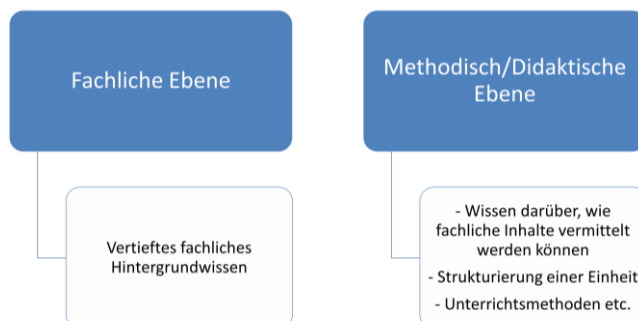 Fachliche Ebene
Methodisch/Didaktische
Ebene
Vertieftes fachliches
Hintergrundwissen
- Wissen darüber, wie
fachliche Inhalte vermittelt
werden können
- Strukturierung einer Einheit
- Unterrichtsmethoden etc.